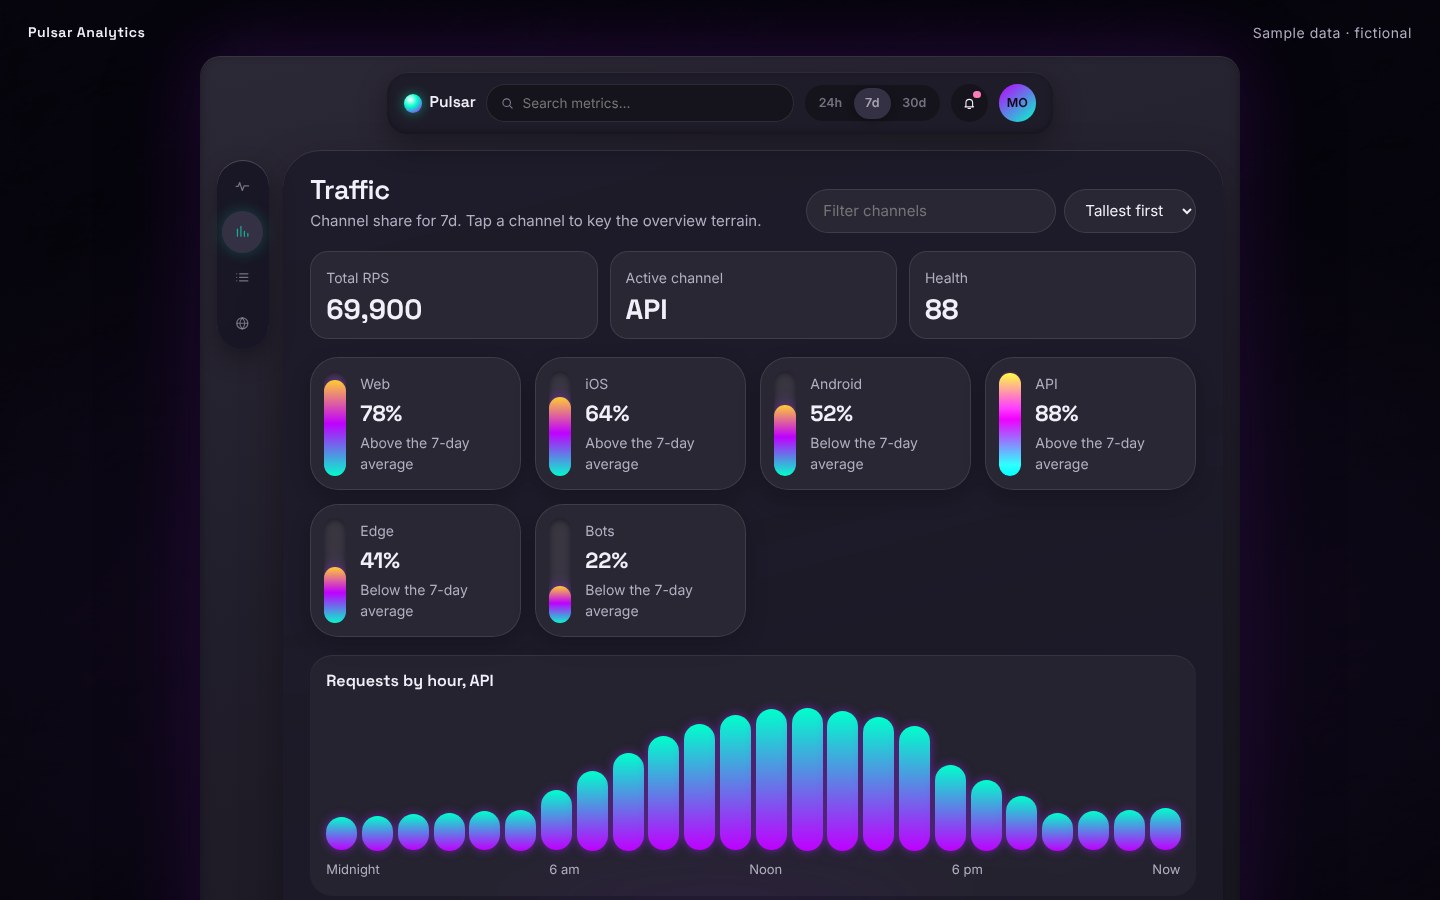 Pulsar Analytics
Sample data · fictional
Pulsar
Search metrics...
24h
7d
30d
MO
Traffic
Channel share for 7d. Tap a channel to key the overview terrain.
Filter channels
Tallest first
Total RPS
69,900
Active channel
API
Health
88
Web
78%
Above the 7-day
average
iOS
64%
Above the 7-day
average
Android
52%
Below the 7-day
average
API
88%
Above the 7-day
average
Edge
41%
Below the 7-day
average
Bots
22%
Below the 7-day
average
Requests by hour, API
Midnight
6 am
Noon
6 pm
Now